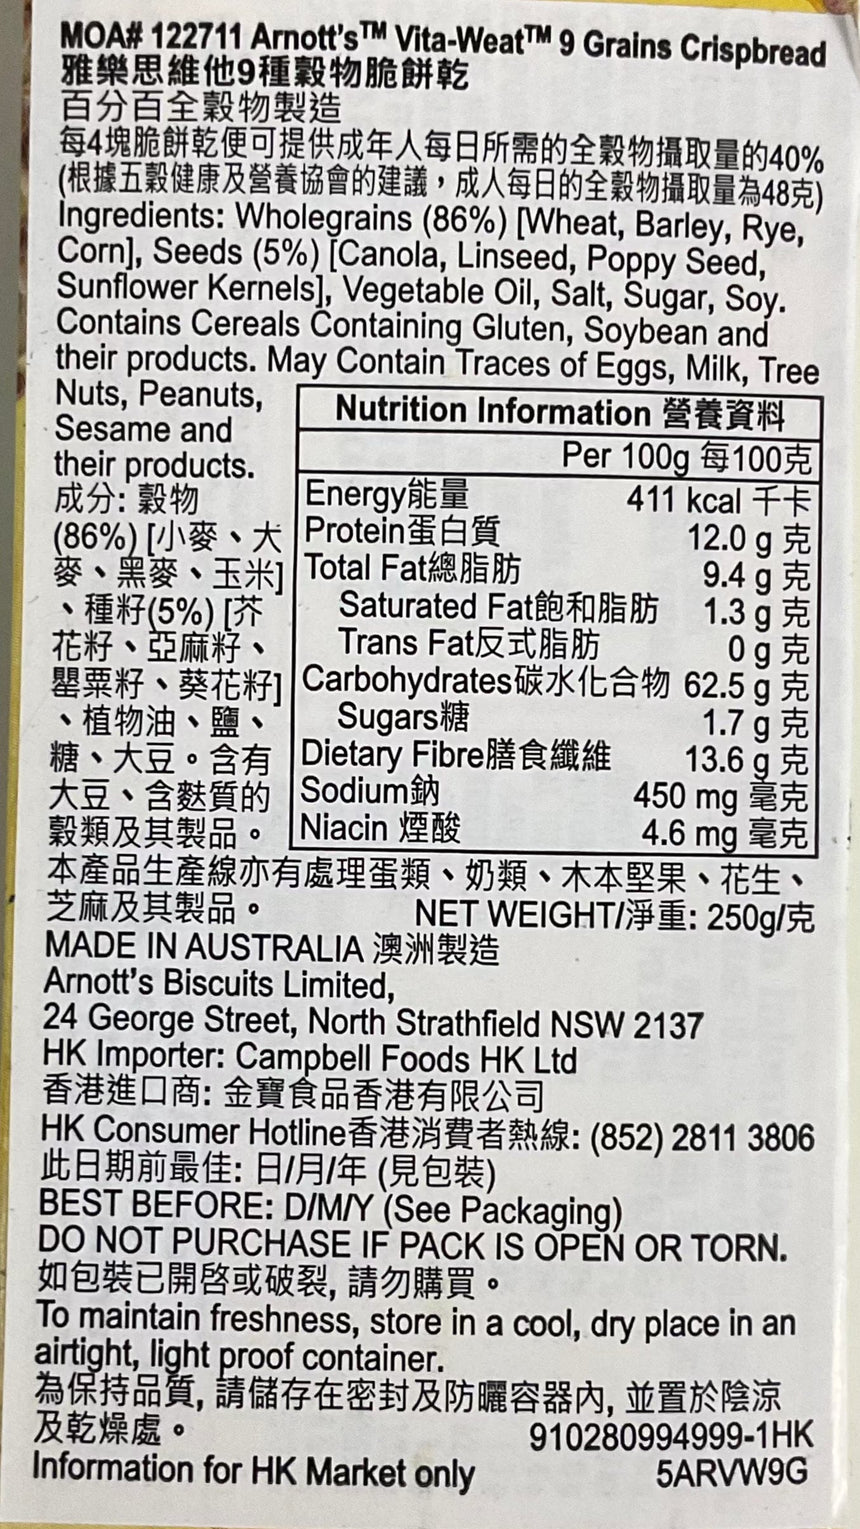 MOA# 122711 Arnott's™ Vita-Weat™ 9 Grains Crispbread
雅樂思維他9種穀物脆餅乾
百分百全穀物製造
每4塊脆餅乾便可提供成年人每日所需的全穀物攝取量的40%
(根據五穀健康及營養協會的建議，成人每日的全穀物攝取量為48克)
Ingredients: Wholegrains (86%) [Wheat, Barley, Rye,
Corn], Seeds (5%) [Canola, Linseed, Poppy Seed,
Sunflower Kernels], Vegetable Oil, Salt, Sugar, Soy.
Contains Cereals Containing Gluten, Soybean and
their products. May Contain Traces of Eggs, Milk, Tree
Nuts, Peanuts,
Sesame and
their products.
成分: 穀物
(86%) [小麥、大
麥、黑麥、玉米]
、種籽(5%) [芥
花籽、亞麻籽、
罌粟籽、葵花籽]
、植物油、鹽、
糖、大豆。含有
大豆、含麩質的
穀類及其製品。
Nutrition Information 營養資料
Per 100g 每100克
Energy能量 411 kcal 千卡
Protein蛋白質 12.0 g 克
Total Fat總脂肪 9.4 g 克
Saturated Fat飽和脂肪 1.3 g 克
Trans Fat反式脂肪 0 g 克
Carbohydrates碳水化合物 62.5 g 克
Sugars糖 1.7 g 克
Dietary Fibre膳食纖維 13.6 g 克
Sodium鈉 450 mg 毫克
Niacin 煙酸 4.6 mg 毫克
本產品生產線亦有處理蛋類、奶類、木本堅果、花生、
芝麻及其製品。 NET WEIGHT/淨重: 250g/克
MADE IN AUSTRALIA 澳洲製造
Arnott's Biscuits Limited,
24 George Street, North Strathfield NSW 2137
HK Importer: Campbell Foods HK Ltd
香港進口商: 金寶食品香港有限公司
HK Consumer Hotline香港消費者熱線: (852) 2811 3806
此日期前最佳: 日/月/年 (見包裝)
BEST BEFORE: D/M/Y (See Packaging)
DO NOT PURCHASE IF PACK IS OPEN OR TORN.
如包裝已開啓或破裂, 請勿購買。
To maintain freshness, store in a cool, dry place in an
airtight, light proof container.
為保持品質, 請儲存在密封及防曬容器內, 並置於陰涼
及乾燥處。 910280994999-1HK
Information for HK Market only 5ARVW9G